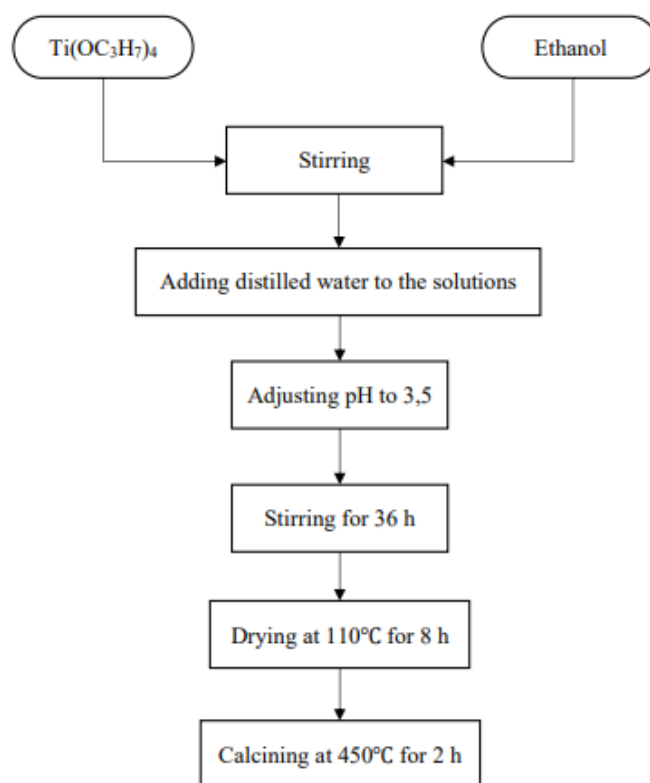 Ti(OC₃H₇)₄
Ethanol
Stirring
Adding distilled water to the solutions
Adjusting pH to 3,5
Stirring for 36 h
Drying at 110℃ for 8 h
Calcining at 450℃ for 2 h